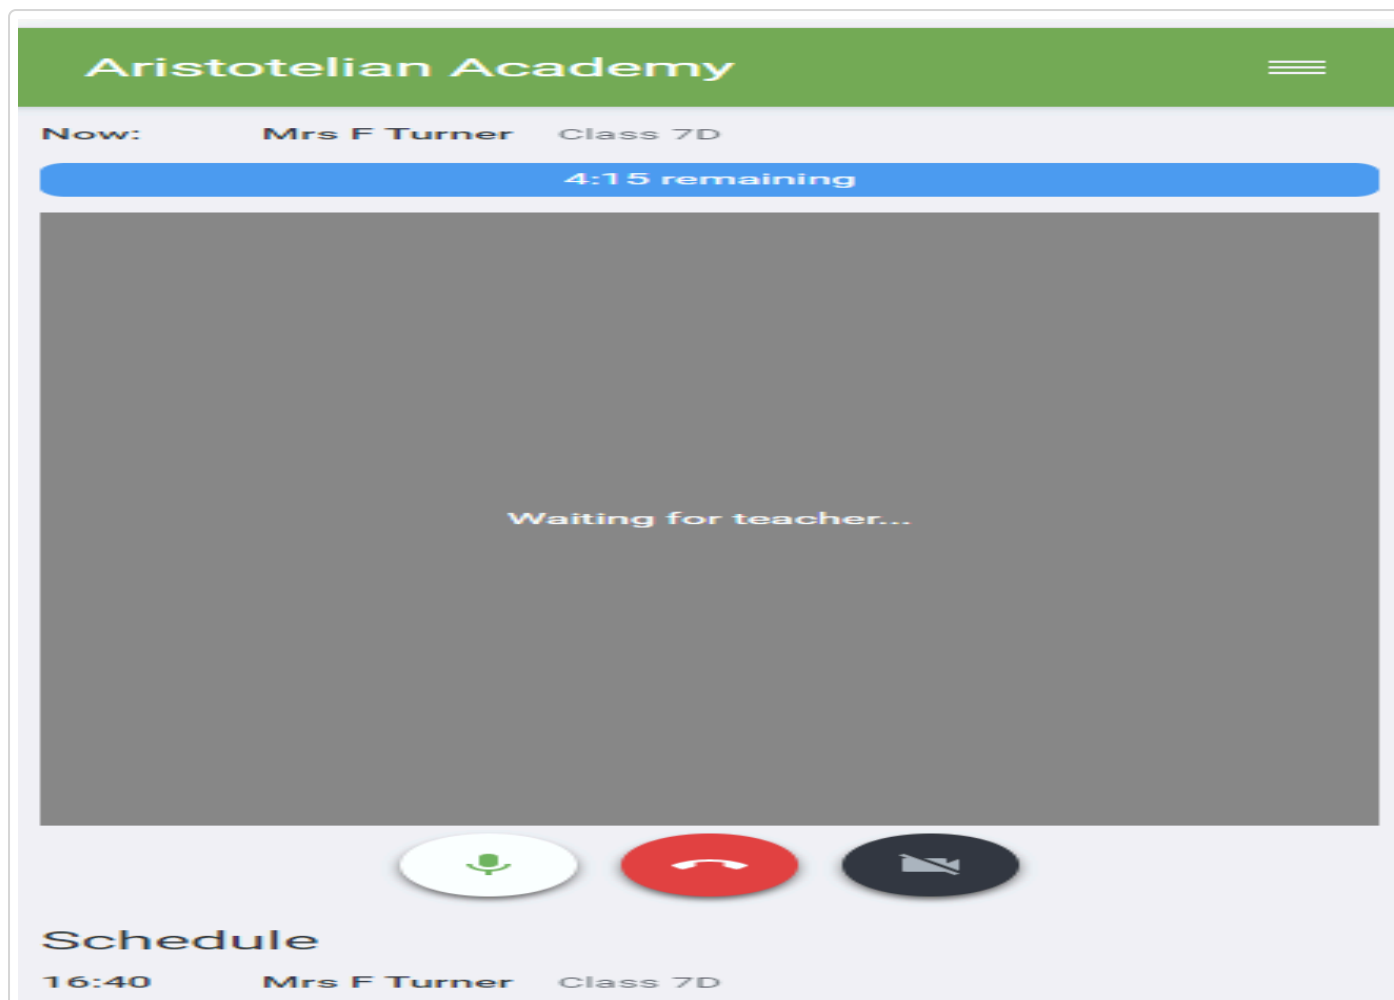 Aristotelian Academy
Now: Mrs F Turner Class 7D
4:15 remaining
Waiting for teacher...
Schedule
16:40 Mrs F Turner Class 7D